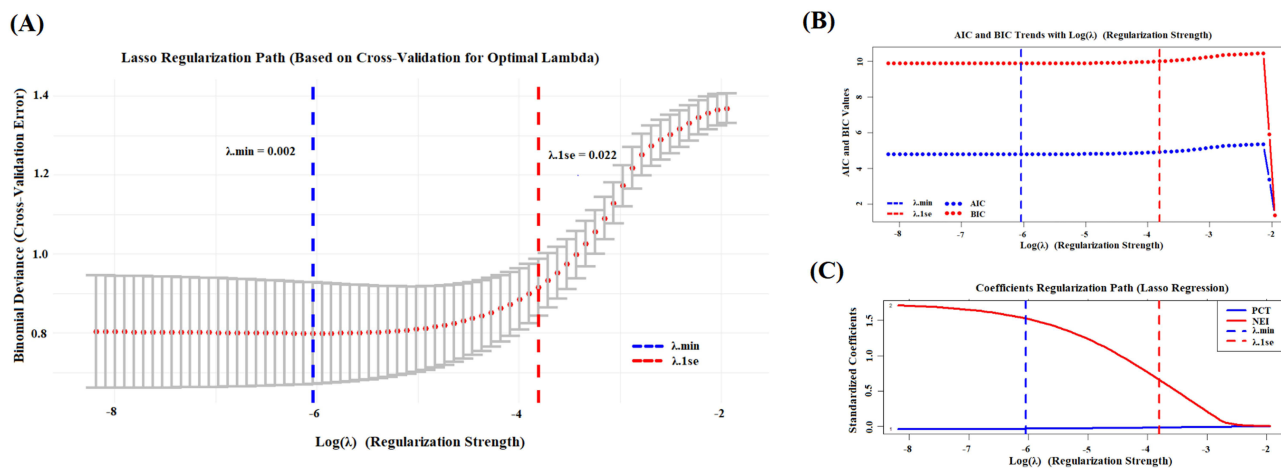 (A)
Lasso Regularization Path (Based on Cross-Validation for Optimal Lambda)
Binomial Deviance (Cross-Validation Error)
1.4
1.2
1.0
0.8
λ.min = 0.002
λ.1se = 0.022
λ.min
λ.1se
-8
-6
-4
-2
Log(λ) (Regularization Strength)
(B)
AIC and BIC Trends with Log(λ) (Regularization Strength)
AIC and BIC Values
10
8
6
4
2
λ.min
AIC
λ.1se
BIC
-8
-7
-6
-5
-4
-3
-2
Log(λ) (Regularization Strength)
(C)
Coefficients Regularization Path (Lasso Regression)
Standardized Coefficients
1.5
1.0
0.5
0.0
2
1
PCT
NEI
λ.min
λ.1se
-8
-7
-6
-5
-4
-3
-2
Log(λ) (Regularization Strength)